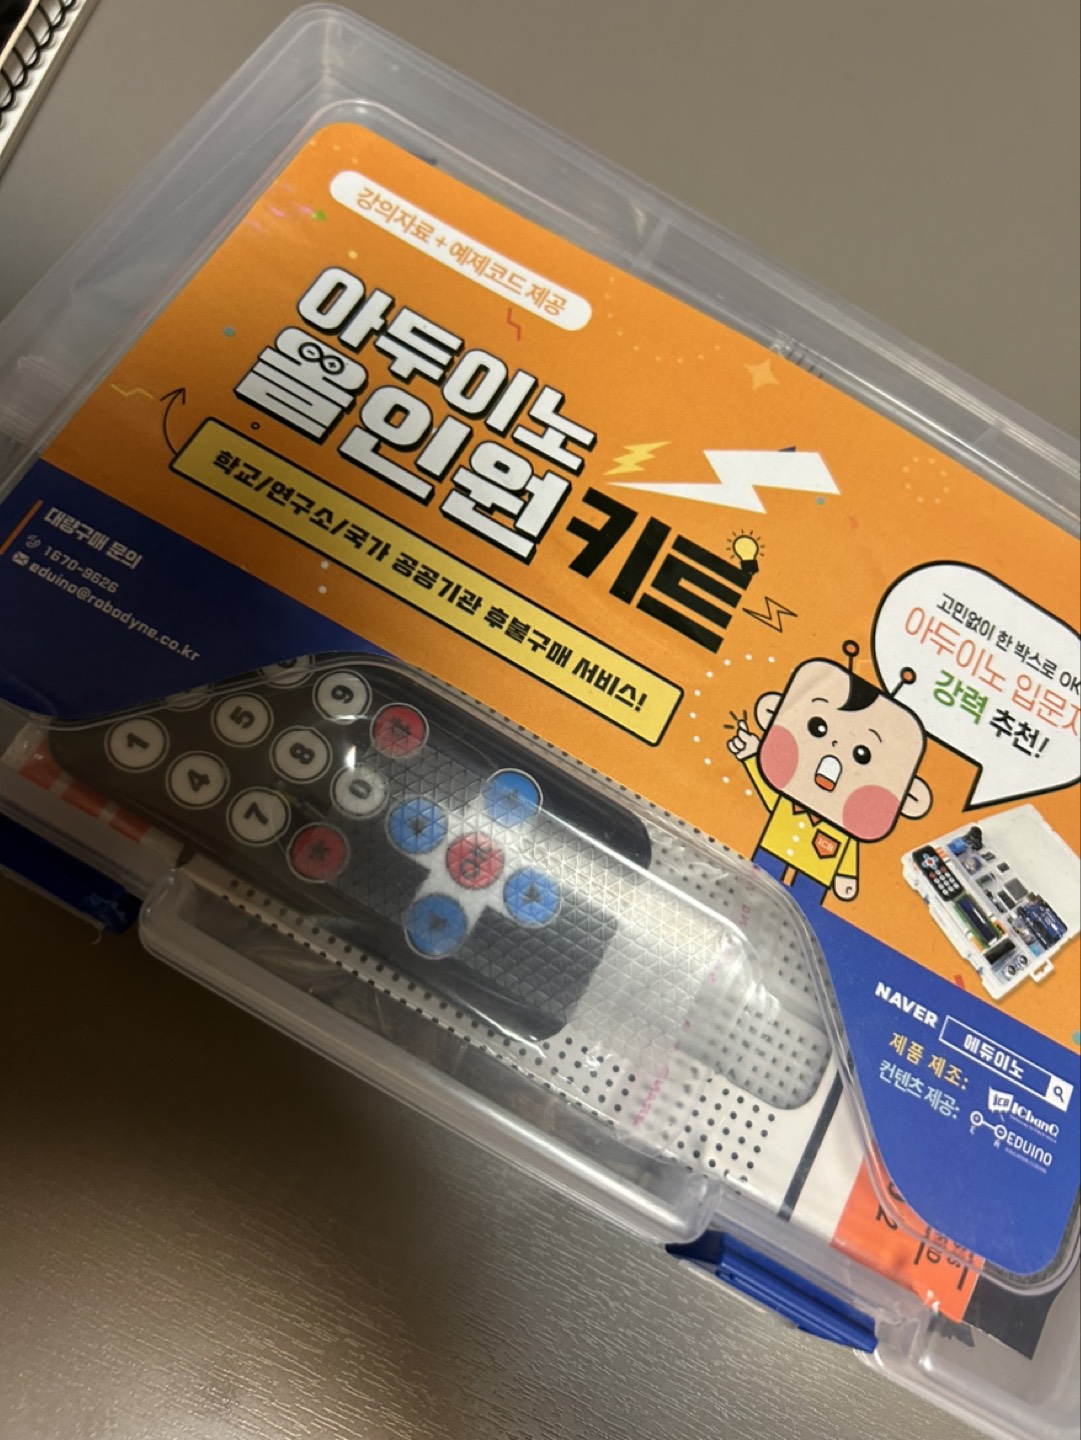 강의자료 + 예제코드 제공
아두이노
올인원 키트
학교/연구소/국가 공공기관 후불구매 서비스!
대량구매 문의
1670-9626
eduino@robodyne.co.kr
고민없이 한 박스로 OK
아두이노 입문자
강력 추천!
NAVER 에듀이노
제품 제조: ICbanQ
컨텐츠 제공: EDUINO
9
#
5
8
0
1
4
7
*
OK